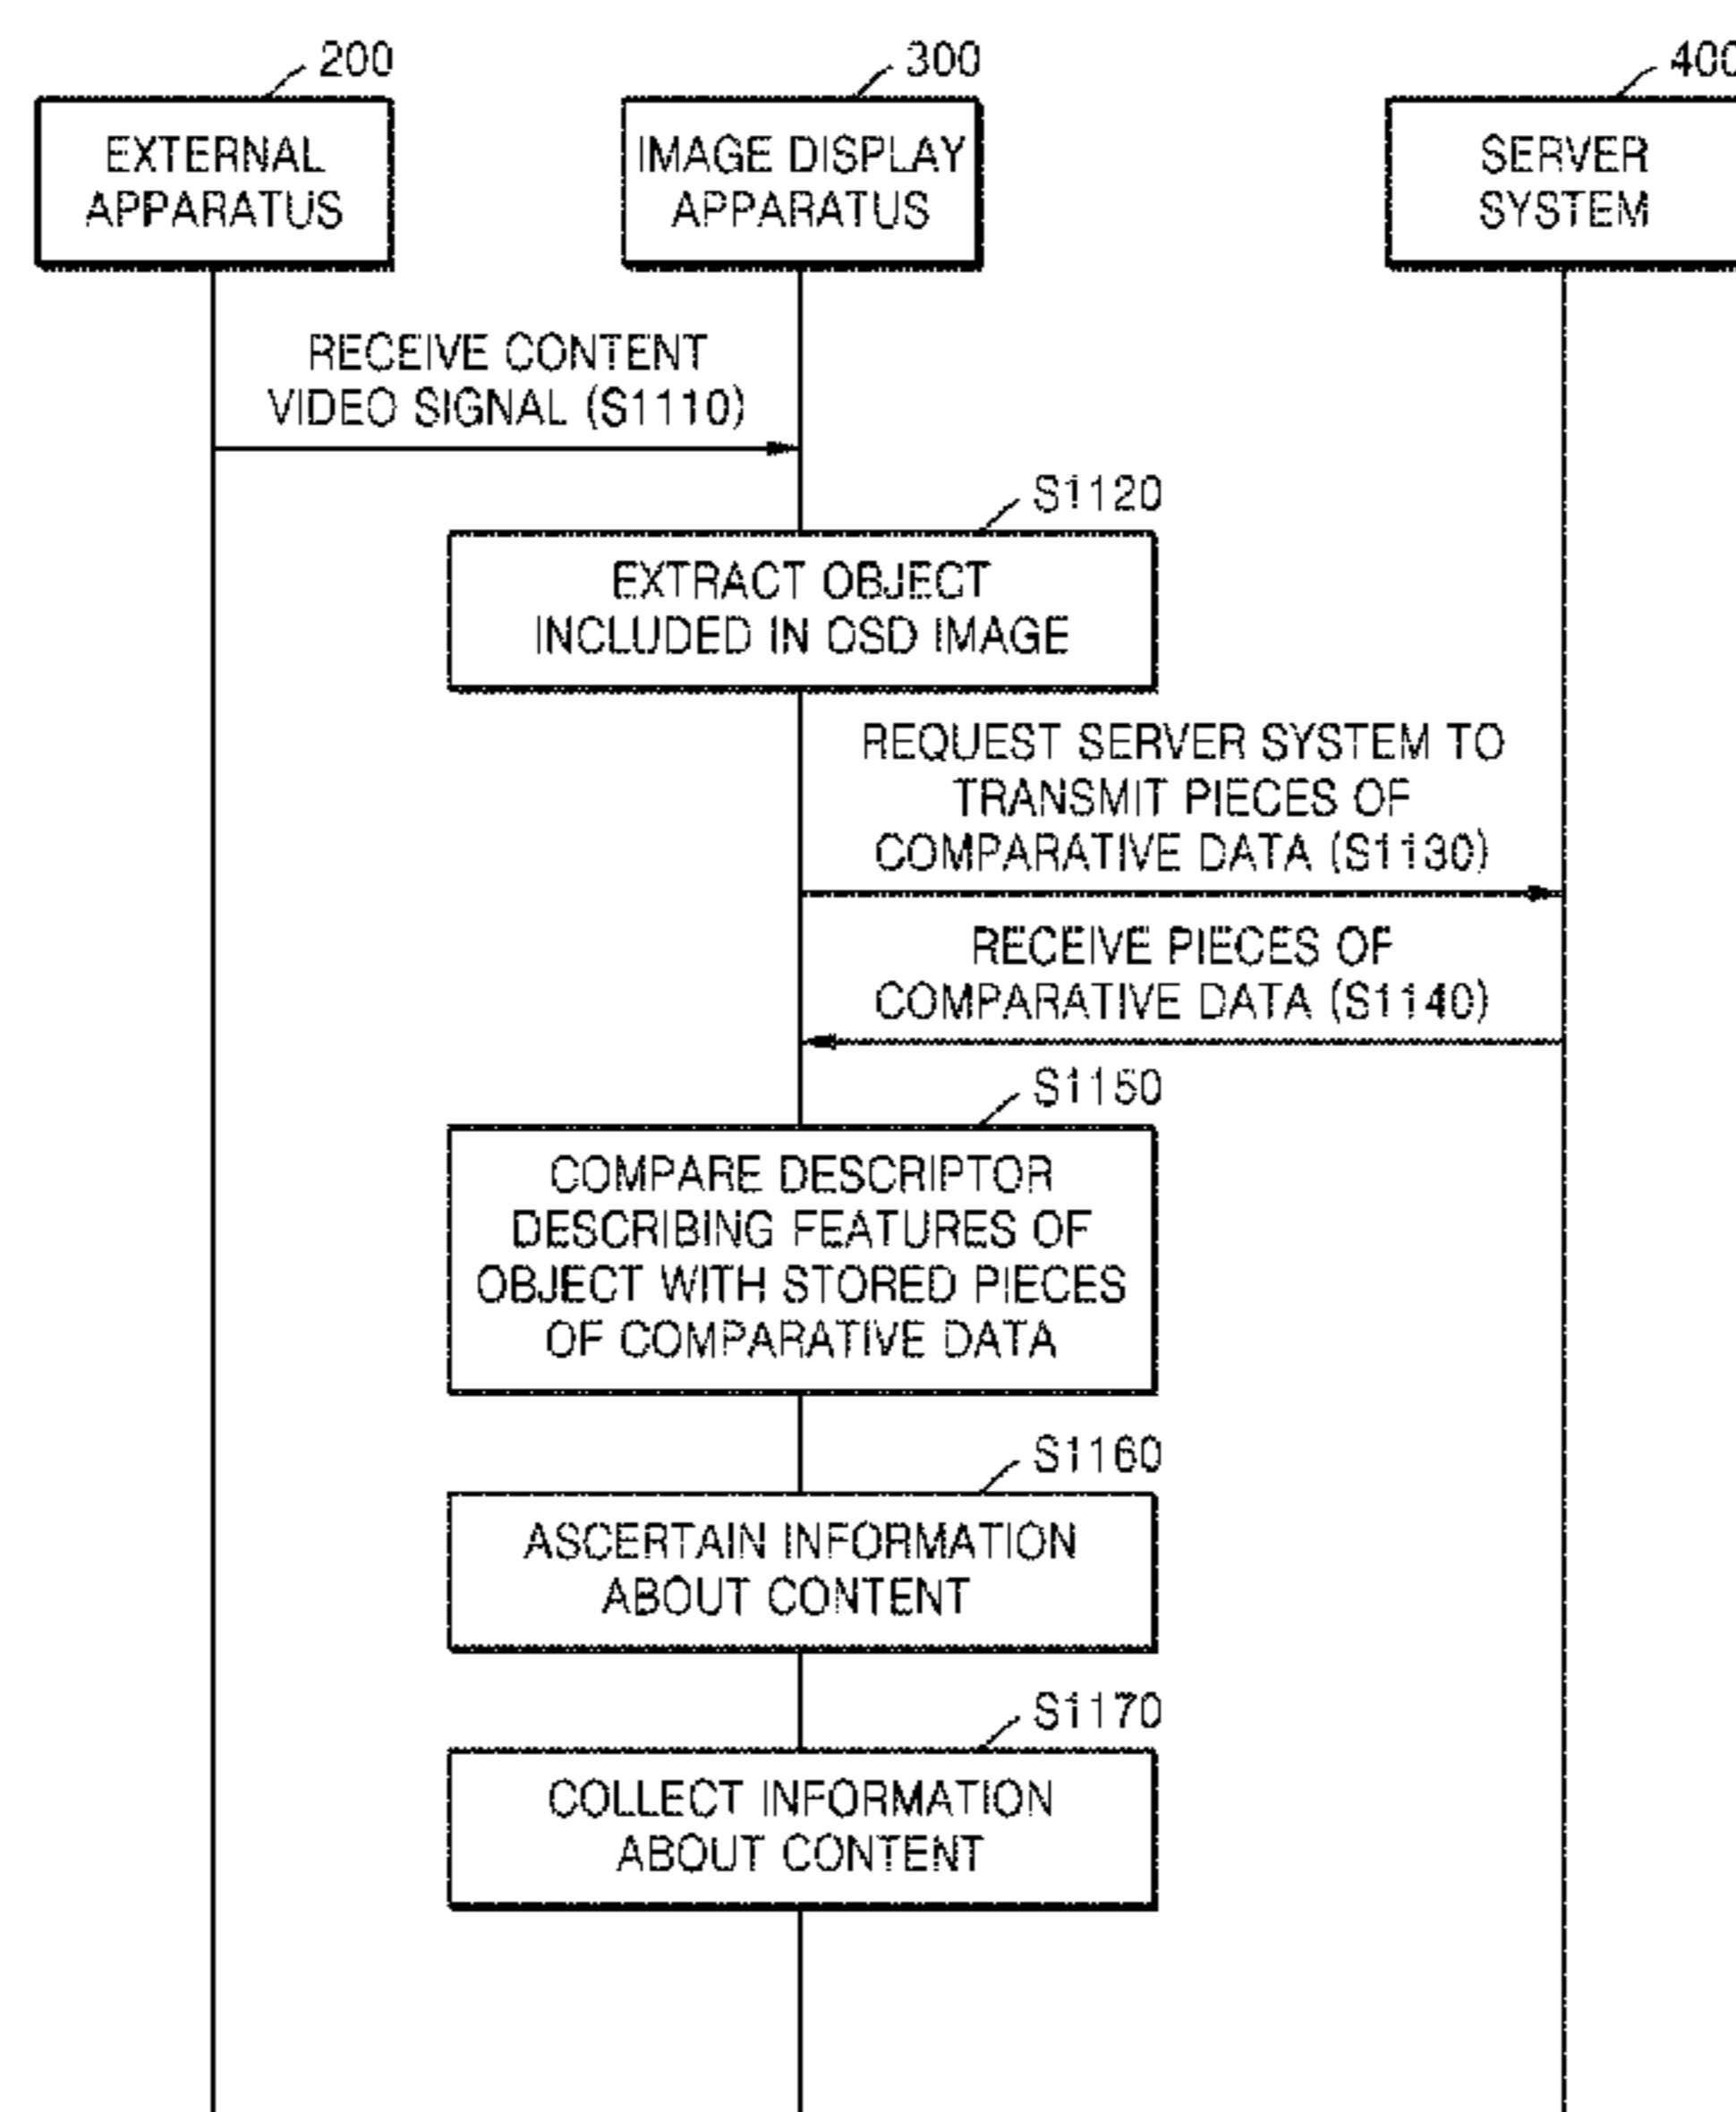 200
300
400
EXTERNAL
APPARATUS
IMAGE DISPLAY
APPARATUS
SERVER
SYSTEM
RECEIVE CONTENT
VIDEO SIGNAL (S1110)
S1120
EXTRACT OBJECT
INCLUDED IN OSD IMAGE
REQUEST SERVER SYSTEM TO
TRANSMIT PIECES OF
COMPARATIVE DATA (S1130)
RECEIVE PIECES OF
COMPARATIVE DATA (S1140)
S1150
COMPARE DESCRIPTOR
DESCRIBING FEATURES OF
OBJECT WITH STORED PIECES
OF COMPARATIVE DATA
S1160
ASCERTAIN INFORMATION
ABOUT CONTENT
S1170
COLLECT INFORMATION
ABOUT CONTENT